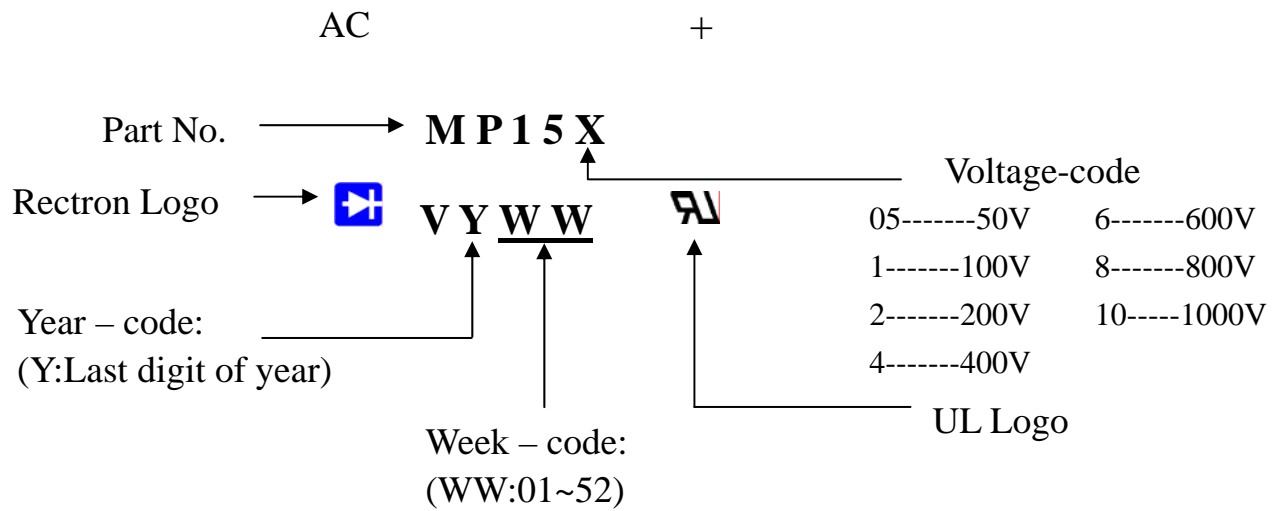 AC +
Part No. M P 1 5 X
Voltage-code
Rectron Logo V Y W W
05-------50V 6-------600V
1-------100V 8-------800V
2-------200V 10-----1000V
4-------400V
Year – code:
(Y:Last digit of year)
UL Logo
Week – code:
(WW:01~52)